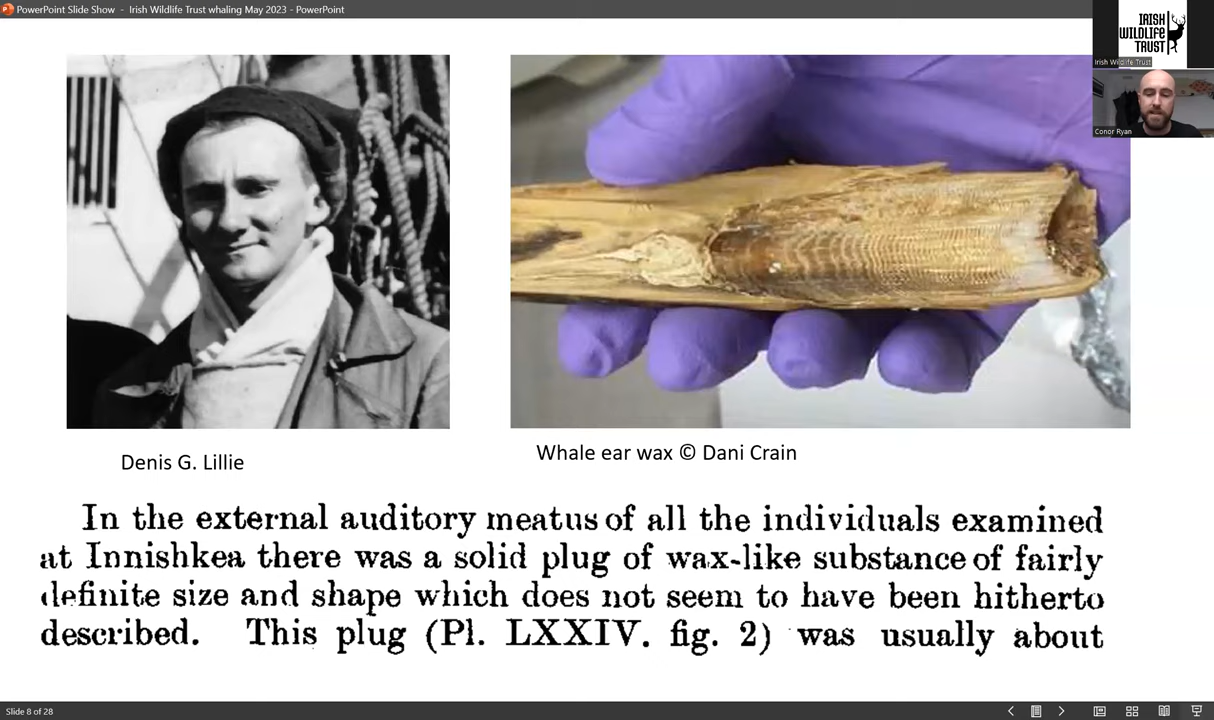 PowerPoint Slide Show - Irish Wildlife Trust whaling May 2023 - PowerPoint
IRISH
WILDLIFE
TRUST
Irish Wildlife Trust
Conor Ryan
Denis G. Lillie
Whale ear wax © Dani Crain
In the external auditory meatus of all the individuals examined
at Innishkea there was a solid plug of wax-like substance of fairly
definite size and shape which does not seem to have been hitherto
described. This plug (Pl. LXXIV. fig. 2) was usually about
Slide 8 of 28